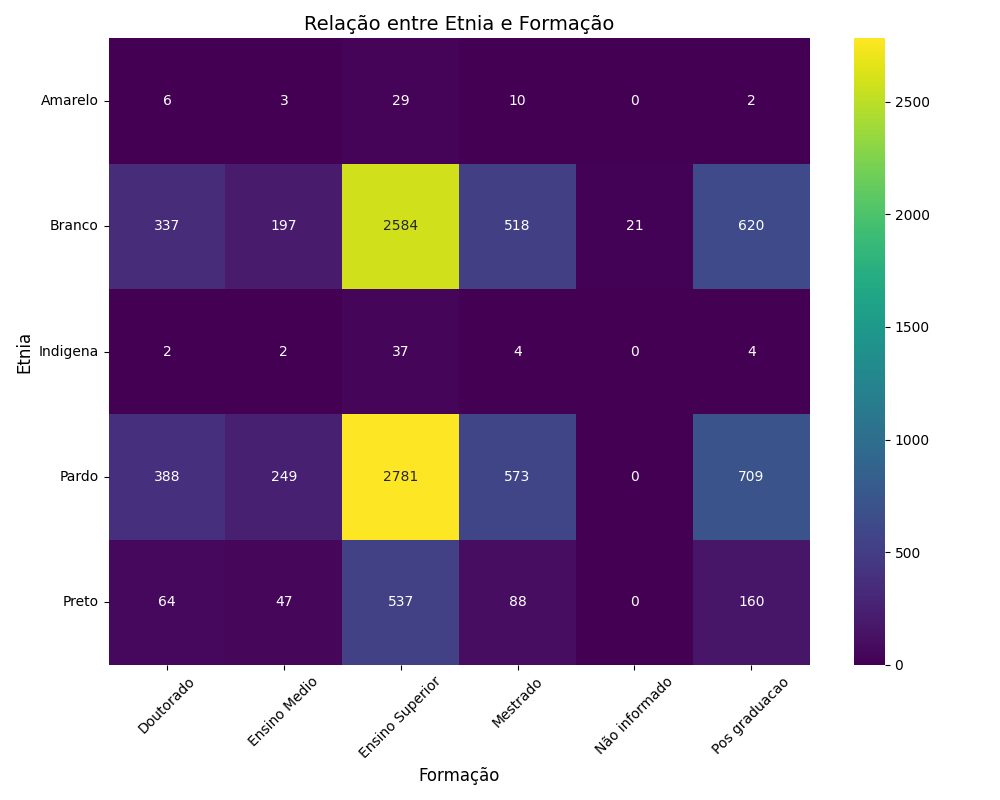 Relação entre Etnia e Formação
Etnia
Amarelo 6 3 29 10 0 2
Branco 337 197 2584 518 21 620
Indigena 2 2 37 4 0 4
Pardo 388 249 2781 573 0 709
Preto 64 47 537 88 0 160
Doutorado Ensino Medio Ensino Superior Mestrado Não informado Pos graduacao
Formação
2500
2000
1500
1000
500
0